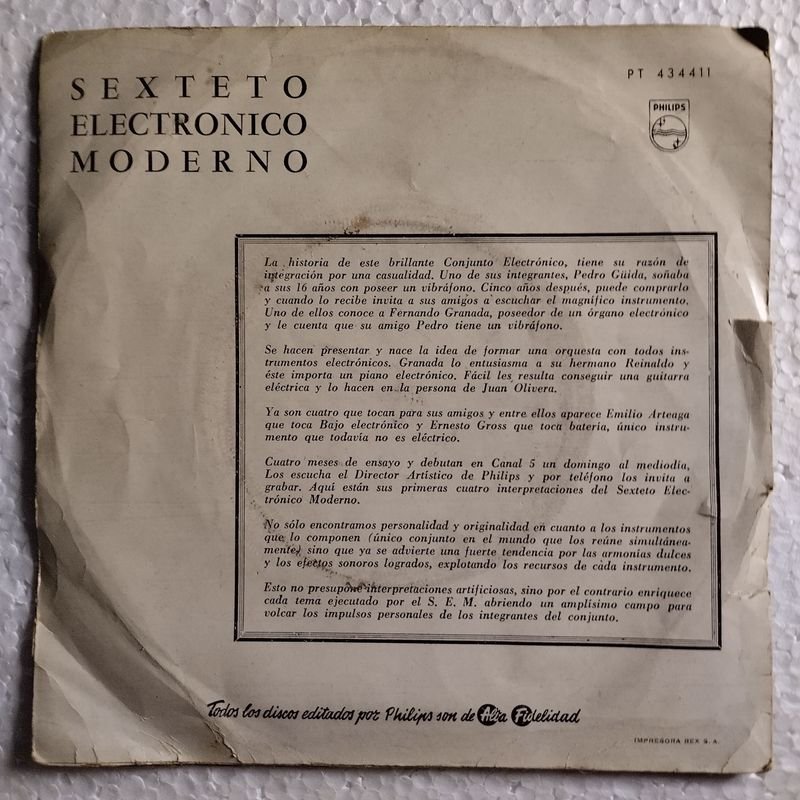 SEXTETO
ELECTRONICO
MODERNO
PT 434411
PHILIPS
La historia de este brillante Conjunto Electrónico, tiene su razón de
integración por una casualidad. Uno de sus integrantes, Pedro Güida, soñaba
a sus 16 años con poseer un vibráfono. Cinco años después, puede comprarlo
y cuando lo recibe invita a sus amigos a escuchar el magnífico instrumento.
Uno de ellos conoce a Fernando Granada, poseedor de un órgano electrónico
y le cuenta que su amigo Pedro tiene un vibráfono.
Se hacen presentar y nace la idea de formar una orquesta con todos ins-
trumentos electrónicos. Granada lo entusiasma a su hermano Reinaldo y
éste importa un piano electrónico. Fácil les resulta conseguir una guitarra
eléctrica y lo hacen en la persona de Juan Olivera.
Ya son cuatro que tocan para sus amigos y entre ellos aparece Emilio Arteaga
que toca Bajo electrónico y Ernesto Gross que toca batería, único instru-
mento que todavía no es eléctrico.
Cuatro meses de ensayo y debutan en Canal 5 un domingo al mediodía,
Los escucha el Director Artístico de Philips y por teléfono los invita a
grabar. Aquí están sus primeras cuatro interpretaciones del Sexteto Elec-
trónico Moderno.
No sólo encontramos personalidad y originalidad en cuanto a los instrumentos
que lo componen (único conjunto en el mundo que los reúne simultánea-
mente) sino que ya se advierte una fuerte tendencia por las armonías dulces
y los efectos sonoros logrados, explotando los recursos de cada instrumento.
Esto no presupone interpretaciones artificiosas, sino por el contrario enriquece
cada tema ejecutado por el S. E. M. abriendo un amplísimo campo para
volcar los impulsos personales de los integrantes del conjunto.
Todos los discos editados por Philips son de Alta Fidelidad
IMPRESORA REX S. A.